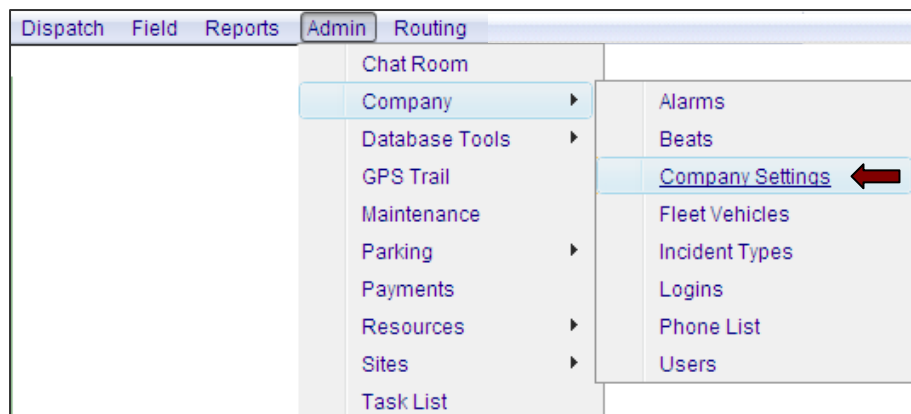 Dispatch Field Reports Admin Routing
Chat Room
Company
Database Tools
GPS Trail
Maintenance
Parking
Payments
Resources
Sites
Task List
Alarms
Beats
Company Settings
Fleet Vehicles
Incident Types
Logins
Phone List
Users